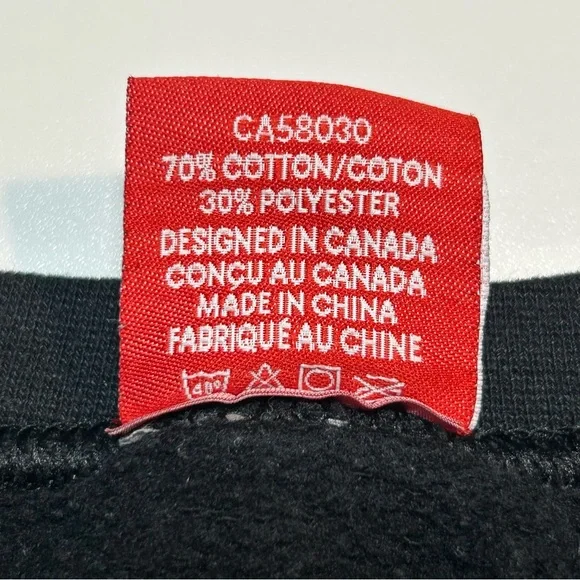 CA58030
70% COTTON/COTON
30% POLYESTER
DESIGNED IN CANADA
CONÇU AU CANADA
MADE IN CHINA
FABRIQUÉ AU CHINE